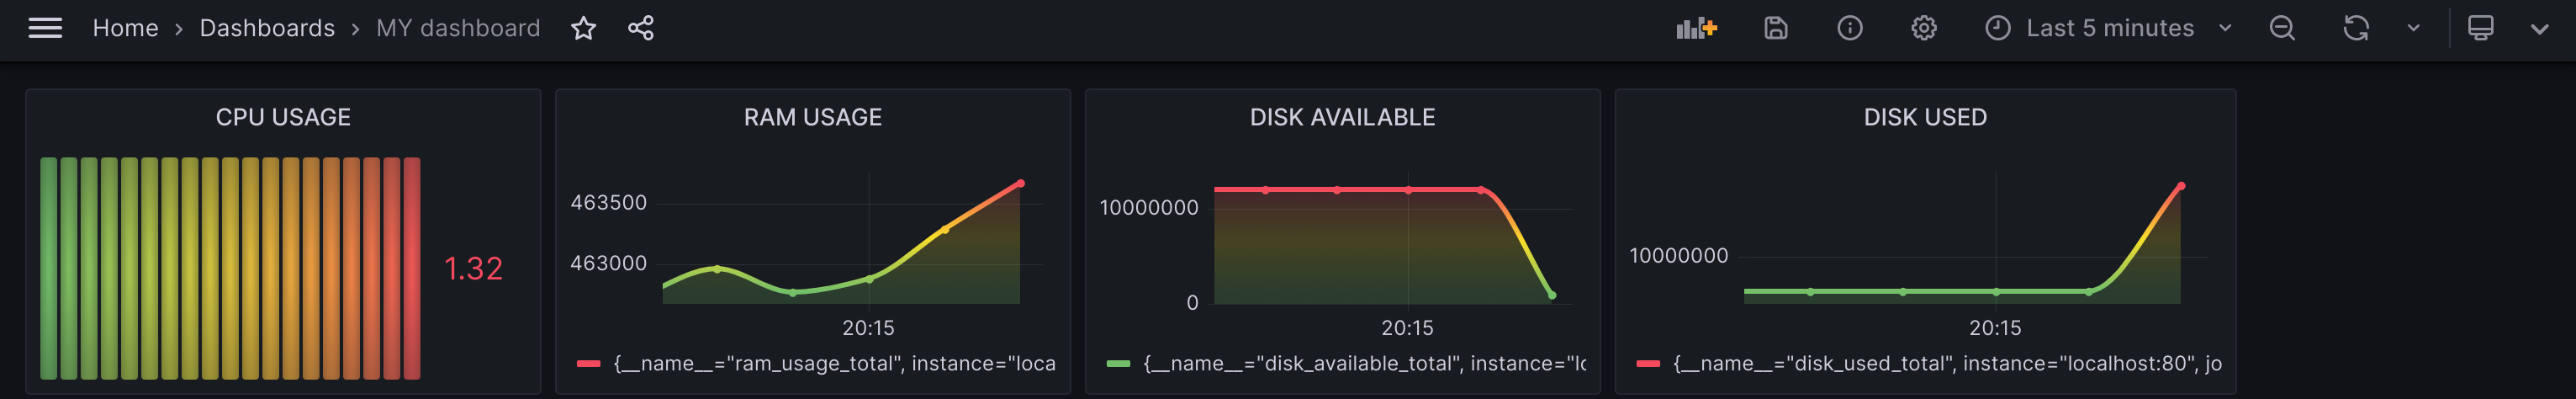 Home › Dashboards › MY dashboard
Last 5 minutes
CPU USAGE
1.32
RAM USAGE
463500
463000
20:15
{__name__="ram_usage_total", instance="loca
DISK AVAILABLE
10000000
0
20:15
{__name__="disk_available_total", instance="lo
DISK USED
10000000
20:15
{__name__="disk_used_total", instance="localhost:80", jo